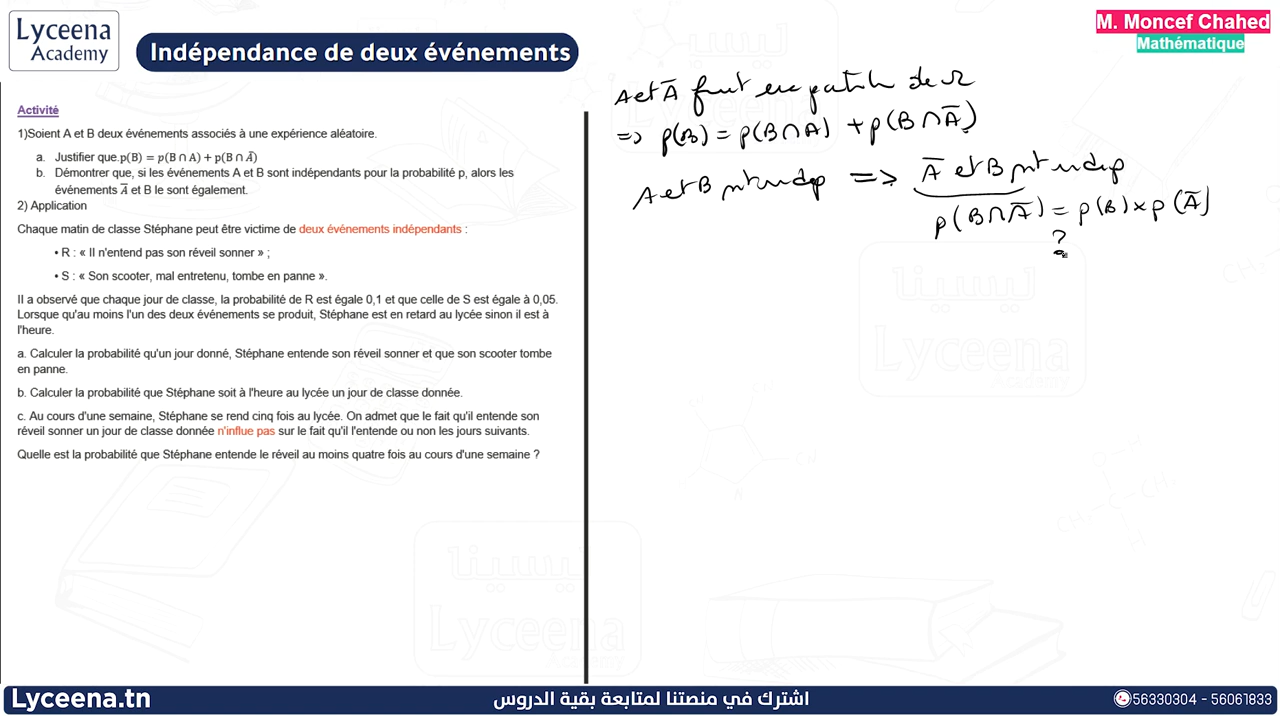 Lyceena
Academy
Indépendance de deux événements
M. Moncef Chahed
Mathématique
Activité
1)Soient A et B deux événements associés à une expérience aléatoire.
a. Justifier que p(B) = p(B ∩ A) + p(B ∩ Ā)
b. Démontrer que, si les événements A et B sont indépendants pour la probabilité p, alors les
événements Ā et B le sont également.
2) Application
Chaque matin de classe Stéphane peut être victime de deux événements indépendants :
• R : « Il n'entend pas son réveil sonner » ;
• S : « Son scooter, mal entretenu, tombe en panne ».
Il a observé que chaque jour de classe, la probabilité de R est égale 0,1 et que celle de S est égale à 0,05.
Lorsque qu'au moins l'un des deux événements se produit, Stéphane est en retard au lycée sinon il est à
l'heure.
a. Calculer la probabilité qu'un jour donné, Stéphane entende son réveil sonner et que son scooter tombe
en panne.
b. Calculer la probabilité que Stéphane soit à l'heure au lycée un jour de classe donnée.
c. Au cours d'une semaine, Stéphane se rend cinq fois au lycée. On admet que le fait qu'il entende son
réveil sonner un jour de classe donnée n'influe pas sur le fait qu'il l'entende ou non les jours suivants.
Quelle est la probabilité que Stéphane entende le réveil au moins quatre fois au cours d'une semaine ?
A et Ā de Ω
=> p(B) = p(B∩A) + p(B∩Ā)
A et B sont indep => Ā et B sont indep
p(B∩Ā) = p(B) × p(Ā)
?
لیسینا
Lyceena
Academy
لیسینا
Lyceena
Lyceena.tn
اشترك في منصتنا لمتابعة بقية الدروس
56330304 - 56061833